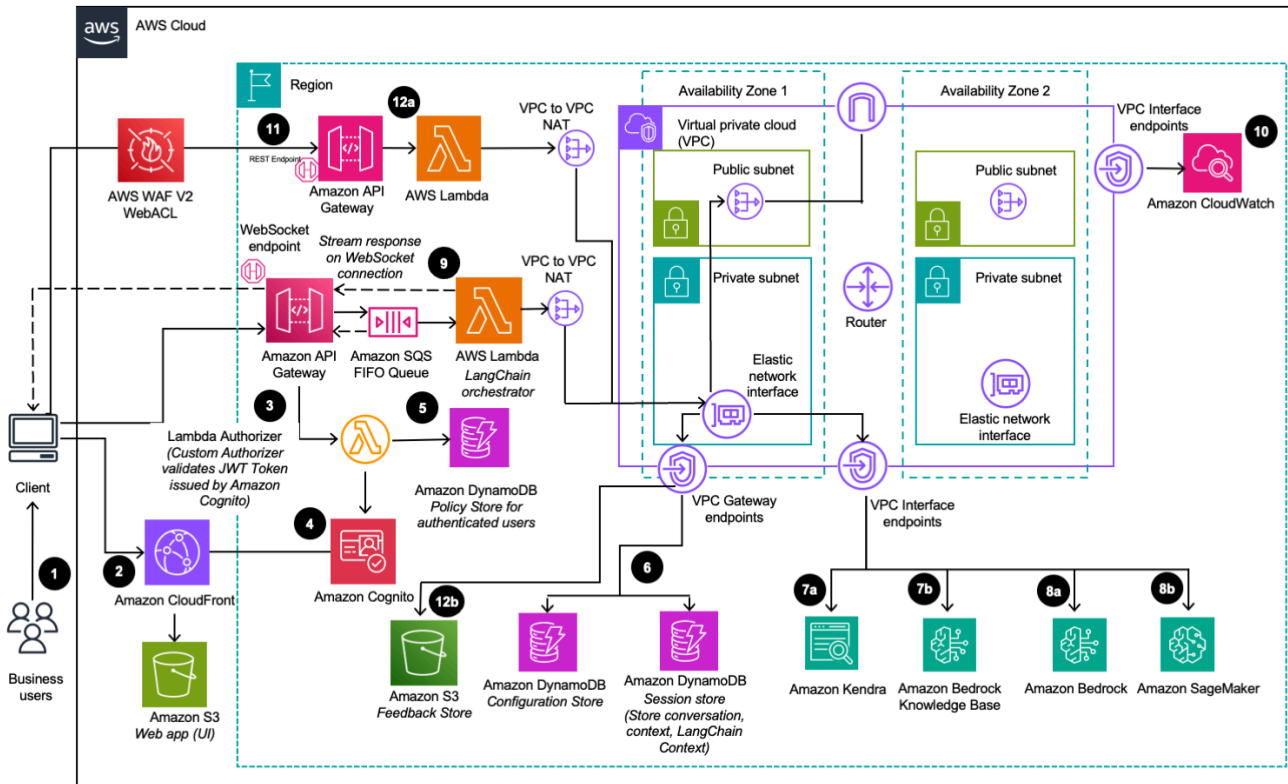 aws
AWS Cloud
Region
11
12a
REST Endpoint
Amazon API
Gateway
AWS Lambda
VPC to VPC
NAT
AWS WAF V2
WebACL
Availability Zone 1
Availability Zone 2
Virtual private cloud
(VPC)
Public subnet
Public subnet
VPC Interface
endpoints
10
Amazon CloudWatch
WebSocket
endpoint
Stream response
on WebSocket
connection
9
VPC to VPC
NAT
Private subnet
Private subnet
Router
Amazon API
Gateway
Amazon SQS
FIFO Queue
AWS Lambda
LangChain
orchestrator
Elastic
network
interface
Elastic network
interface
3
5
Lambda Authorizer
(Custom Authorizer
validates JWT Token
issued by Amazon
Cognito)
Amazon DynamoDB
Policy Store for
authenticated users
Client
VPC Gateway
endpoints
VPC Interface
endpoints
1
2
4
Amazon CloudFront
Amazon Cognito
12b
6
7a
7b
8a
8b
Business
users
Amazon S3
Web app (UI)
Amazon S3
Feedback Store
Amazon DynamoDB
Configuration Store
Amazon DynamoDB
Session store
(Store conversation,
context, LangChain
Context)
Amazon Kendra
Amazon Bedrock
Knowledge Base
Amazon Bedrock
Amazon SageMaker